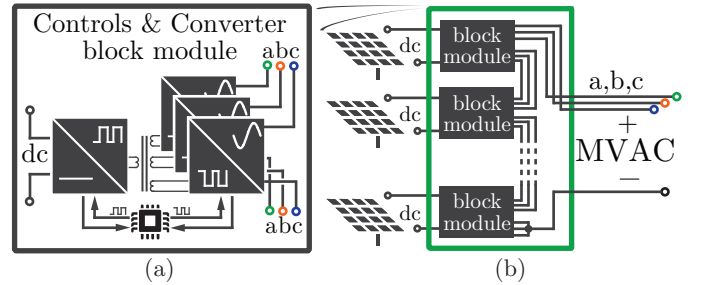 Controls & Converter
block module
abc
dc
abc
(a)
dc
block
module
a,b,c
+
MVAC
−
dc
block
module
dc
block
module
(b)